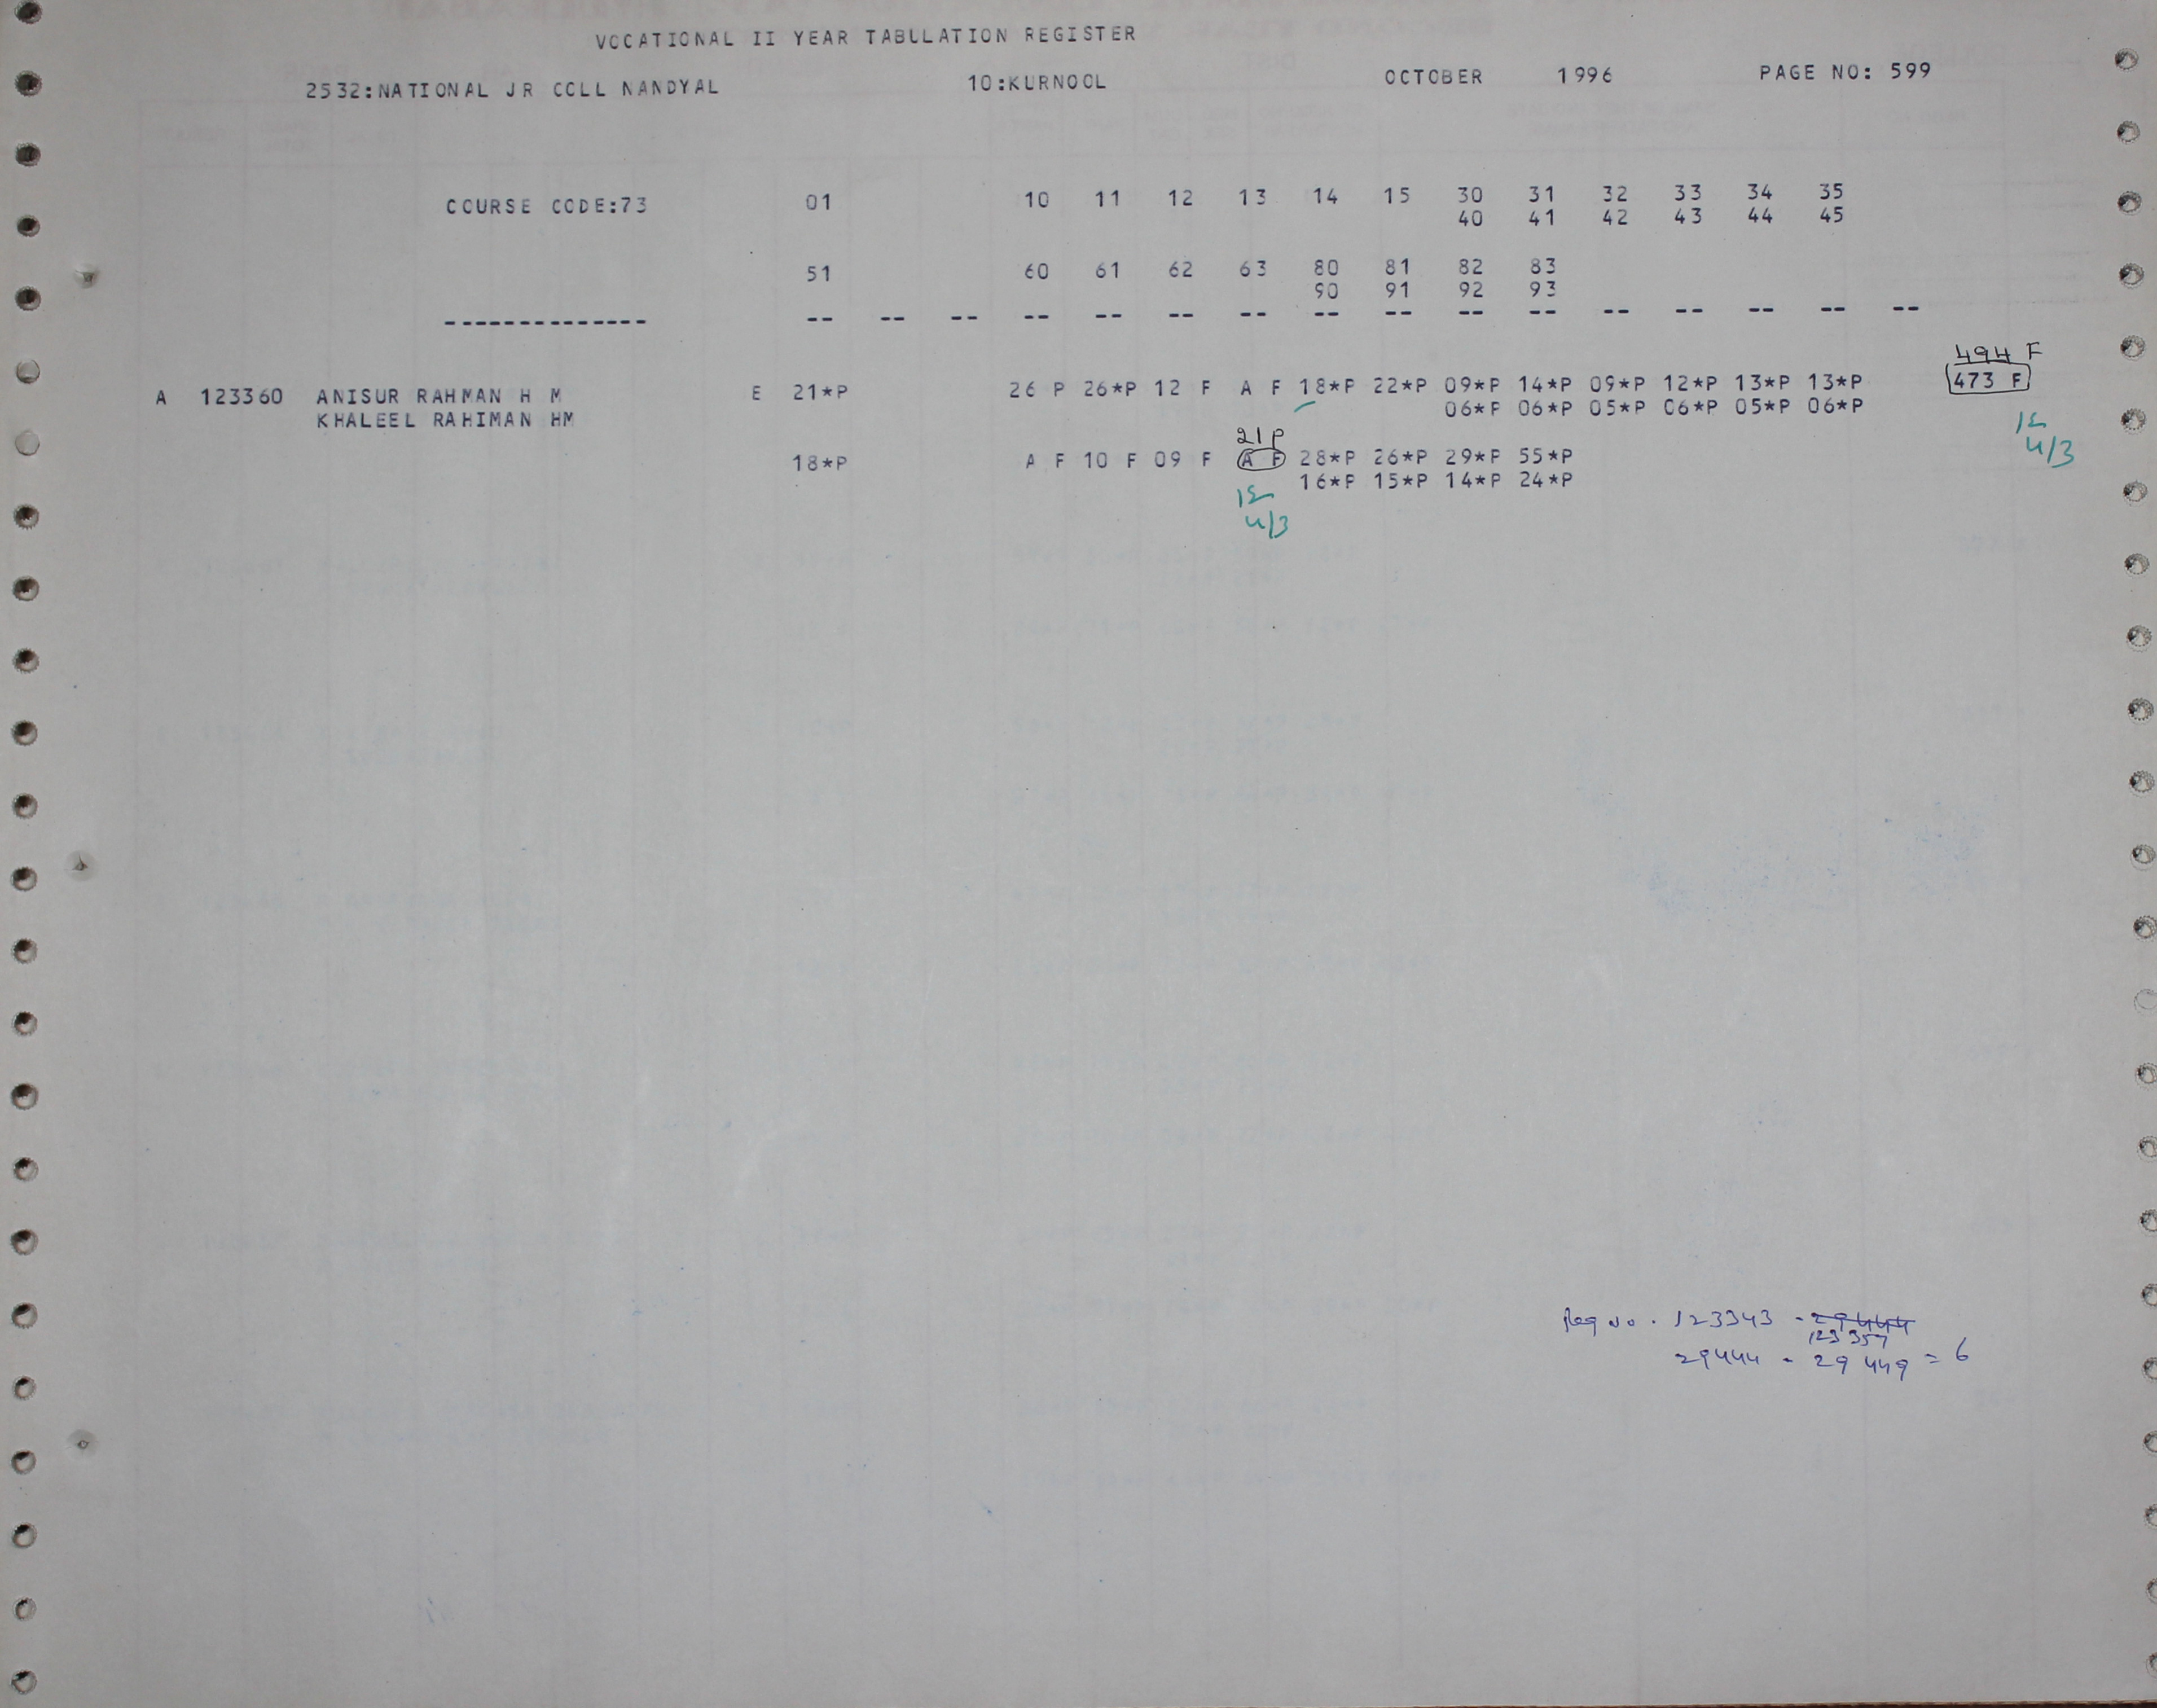 VOCATIONAL II YEAR TABULATION REGISTER
2532:NATIONAL JR COLL NANDYAL 10:KURNOOL OCTOBER 1996 PAGE NO: 599
COURSE CODE:73 01 10 11 12 13 14 15 30 31 32 33 34 35
40 41 42 43 44 45
51 60 61 62 63 80 81 82 83
90 91 92 93
-------------- -- -- -- -- -- -- -- -- -- -- -- -- -- -- -- --
494 F
A 123360 ANISUR RAHMAN H M E 21*P 26 P 26*P 12 F A F 18*P 22*P 09*P 14*P 09*P 12*P 13*P 13*P 473 F
KHALEEL RAHIMAN HM 06*P 06*P 05*P 06*P 05*P 06*P
21 P 4/3
18*P A F 10 F 09 F A F 28*P 26*P 29*P 55*P
16*P 15*P 14*P 24*P
4/3
Reg No. 123343 - 29444
123357
29444 - 29449 = 6